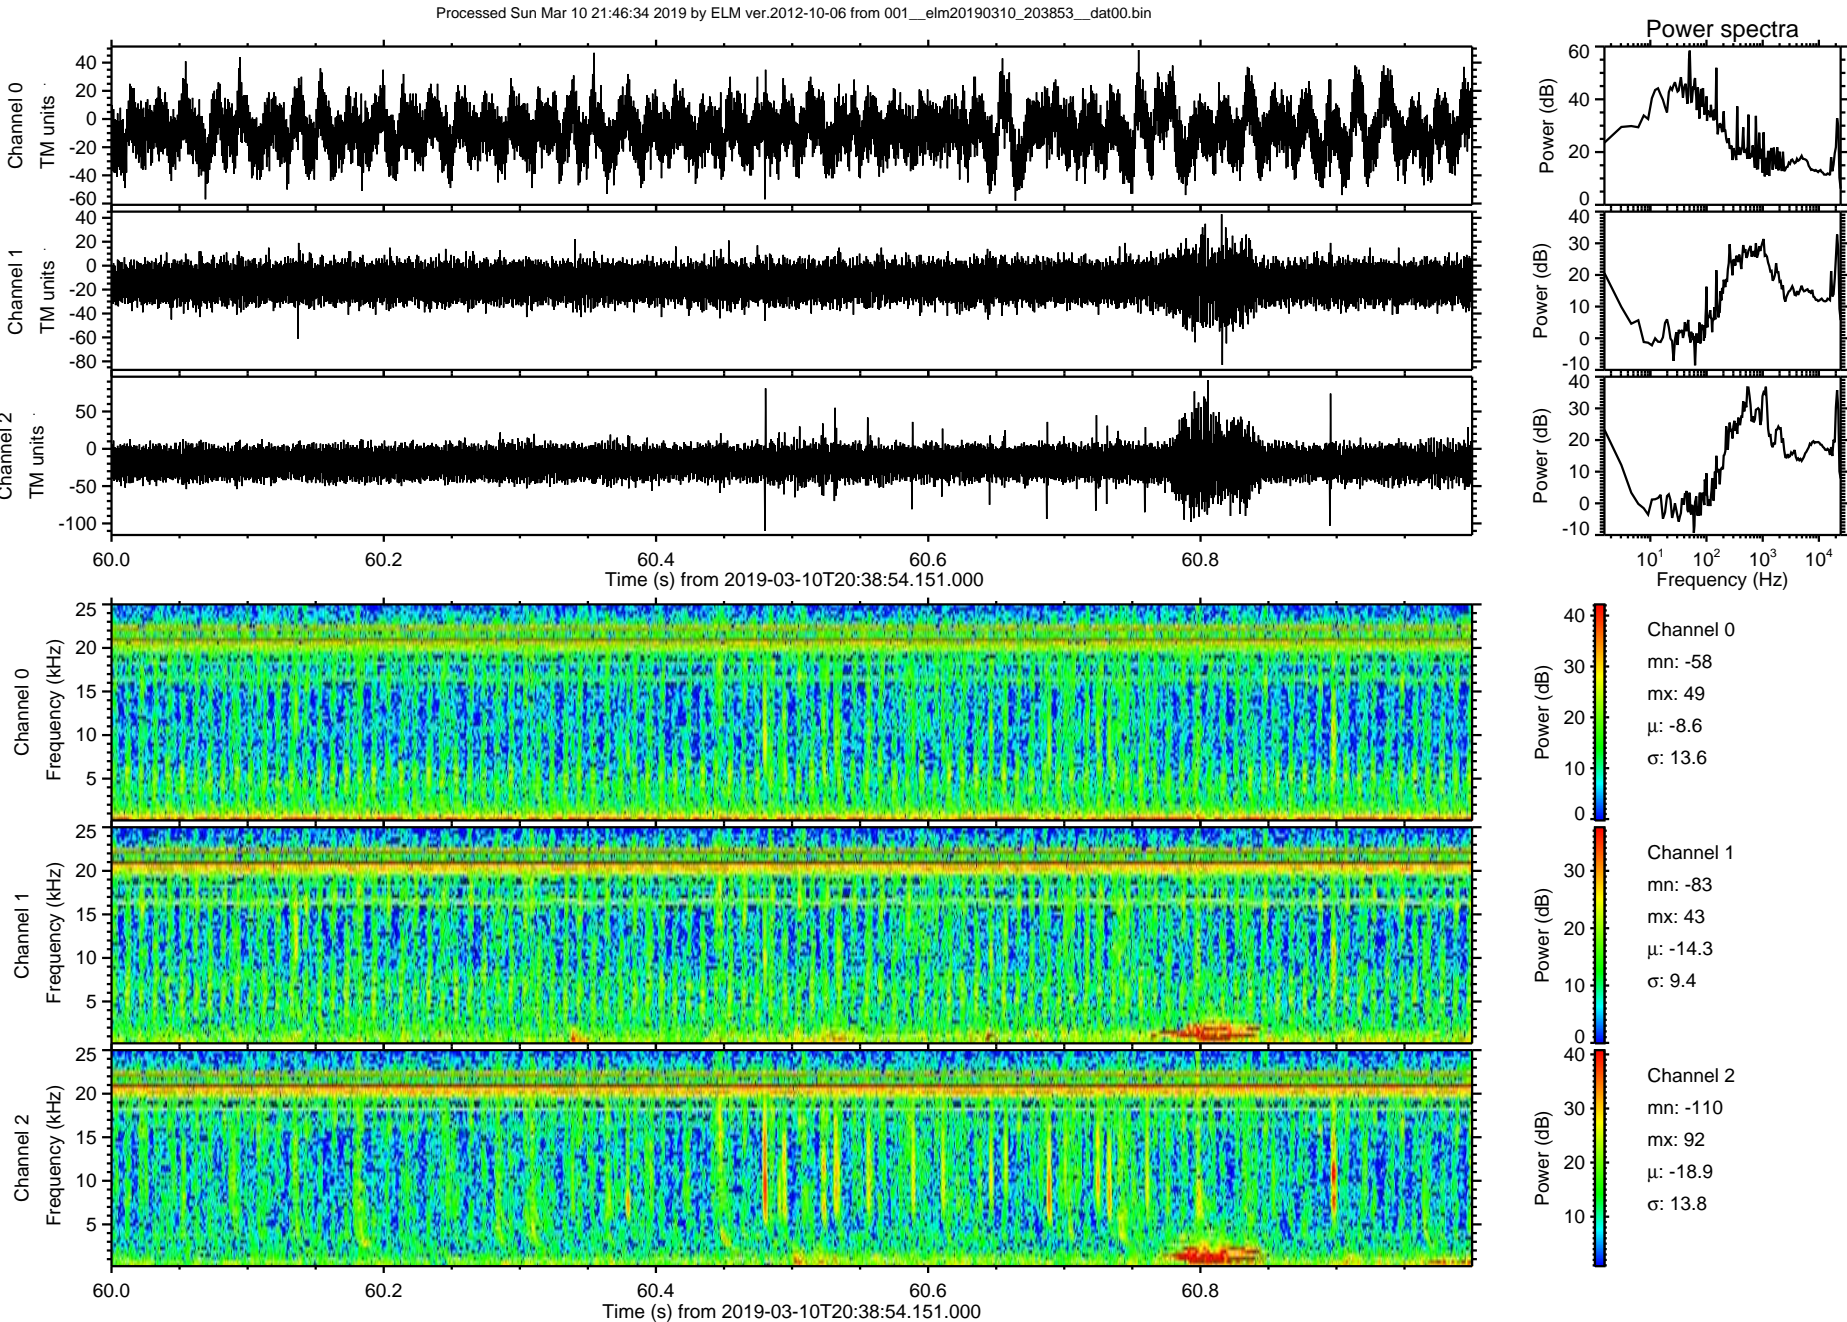 Processed Sun Mar 10 21:46:34 2019 by ELM ver.2012-10-06 from 001__elm20190310_203853__dat00.bin
Power spectra
Channel 0
TM units
40
20
0
-20
-40
-60
Power (dB)
60
40
20
0
Channel 1
TM units
40
20
0
-20
-40
-60
-80
Power (dB)
40
30
20
10
0
-10
Channel 2
TM units
50
0
-50
-100
Power (dB)
40
30
20
10
0
-10
60.0 60.2 60.4 60.6 60.8
Time (s) from 2019-03-10T20:38:54.151.000
10^1 10^2 10^3 10^4
Frequency (Hz)
Channel 0
Frequency (kHz)
25
20
15
10
5
Power (dB)
40
30
20
10
0
Channel 0
mn: -58
mx: 49
μ: -8.6
σ: 13.6
Channel 1
Frequency (kHz)
25
20
15
10
5
Power (dB)
30
20
10
0
Channel 1
mn: -83
mx: 43
μ: -14.3
σ: 9.4
Channel 2
Frequency (kHz)
25
20
15
10
5
Power (dB)
40
30
20
10
Channel 2
mn: -110
mx: 92
μ: -18.9
σ: 13.8
60.0 60.2 60.4 60.6 60.8
Time (s) from 2019-03-10T20:38:54.151.000